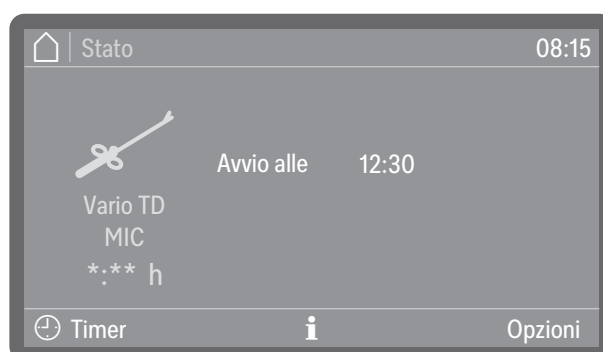 Stato 08:15
Avvio alle 12:30
Vario TD
MIC
*:** h
Timer i Opzioni